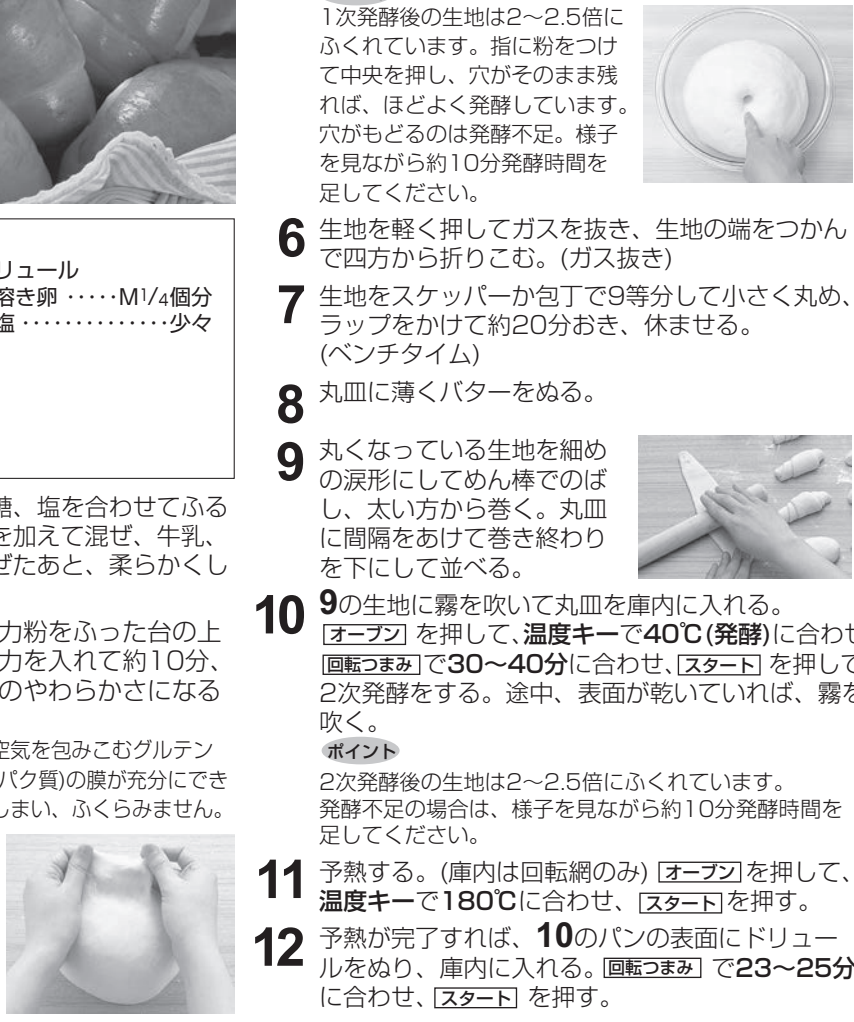 リュール
溶き卵 ‥‥‥M1/4個分
塩 ‥‥‥‥‥‥‥少々
糖、塩を合わせてふる
を加えて混ぜ、牛乳、
ぜたあと、柔らかくし
力粉をふった台の上
力を入れて約10分、
のやわらかさになる
空気を包みこむグルテン
パク質)の膜が充分にでき
しまい、ふくらみません。
1次発酵後の生地は2〜2.5倍に
ふくれています。指に粉をつけ
て中央を押し、穴がそのまま残
れば、ほどよく発酵しています。
穴がもどるのは発酵不足。様子
を見ながら約10分発酵時間を
足してください。
6 生地を軽く押してガスを抜き、生地の端をつかん
で四方から折りこむ。(ガス抜き)
7 生地をスケッパーか包丁で9等分して小さく丸め、
ラップをかけて約20分おき、休ませる。
(ベンチタイム)
8 丸皿に薄くバターをぬる。
9 丸くなっている生地を細め
の涙形にしてめん棒でのば
し、太い方から巻く。丸皿
に間隔をあけて巻き終わり
を下にして並べる。
10 9の生地に霧を吹いて丸皿を庫内に入れる。
オーブン を押して、温度キーで40℃(発酵)に合わせ
回転つまみ で30〜40分に合わせ、スタート を押して
2次発酵をする。途中、表面が乾いていれば、霧を
吹く。
ポイント
2次発酵後の生地は2〜2.5倍にふくれています。
発酵不足の場合は、様子を見ながら約10分発酵時間を
足してください。
11 予熱する。(庫内は回転網のみ) オーブン を押して、
温度キーで180℃に合わせ、 スタート を押す。
12 予熱が完了すれば、10のパンの表面にドリュー
ルをぬり、庫内に入れる。回転つまみ で23〜25分
に合わせ、スタート を押す。